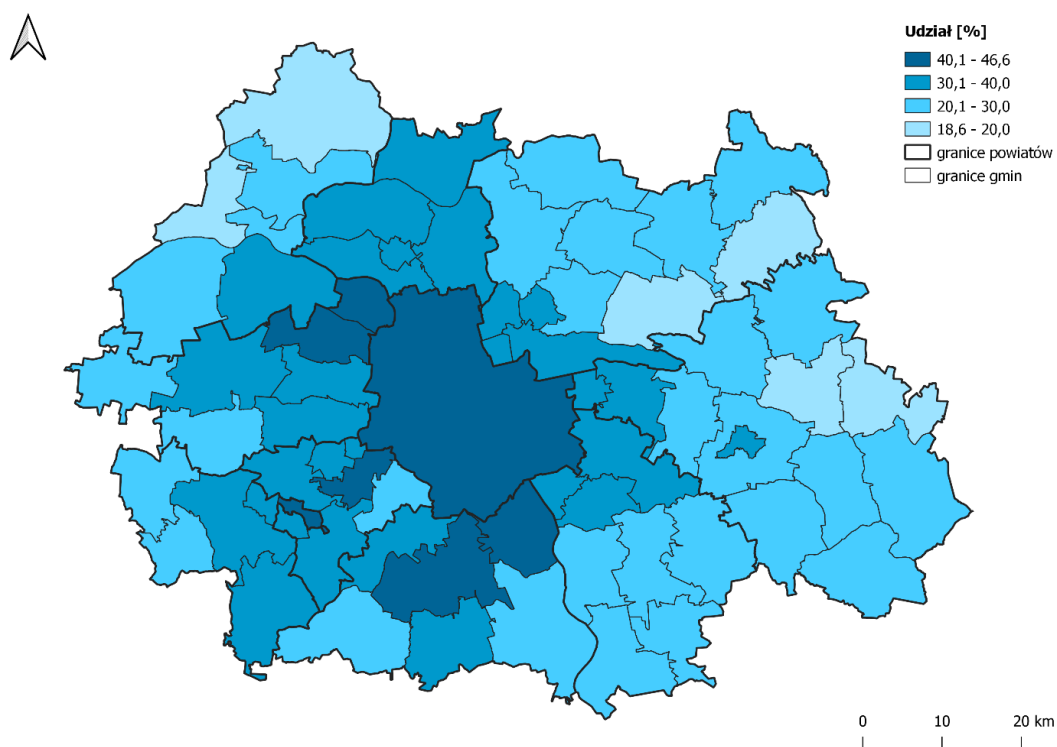 Udział [%]
40,1 - 46,6
30,1 - 40,0
20,1 - 30,0
18,6 - 20,0
granice powiatów
granice gmin
0 10 20 km